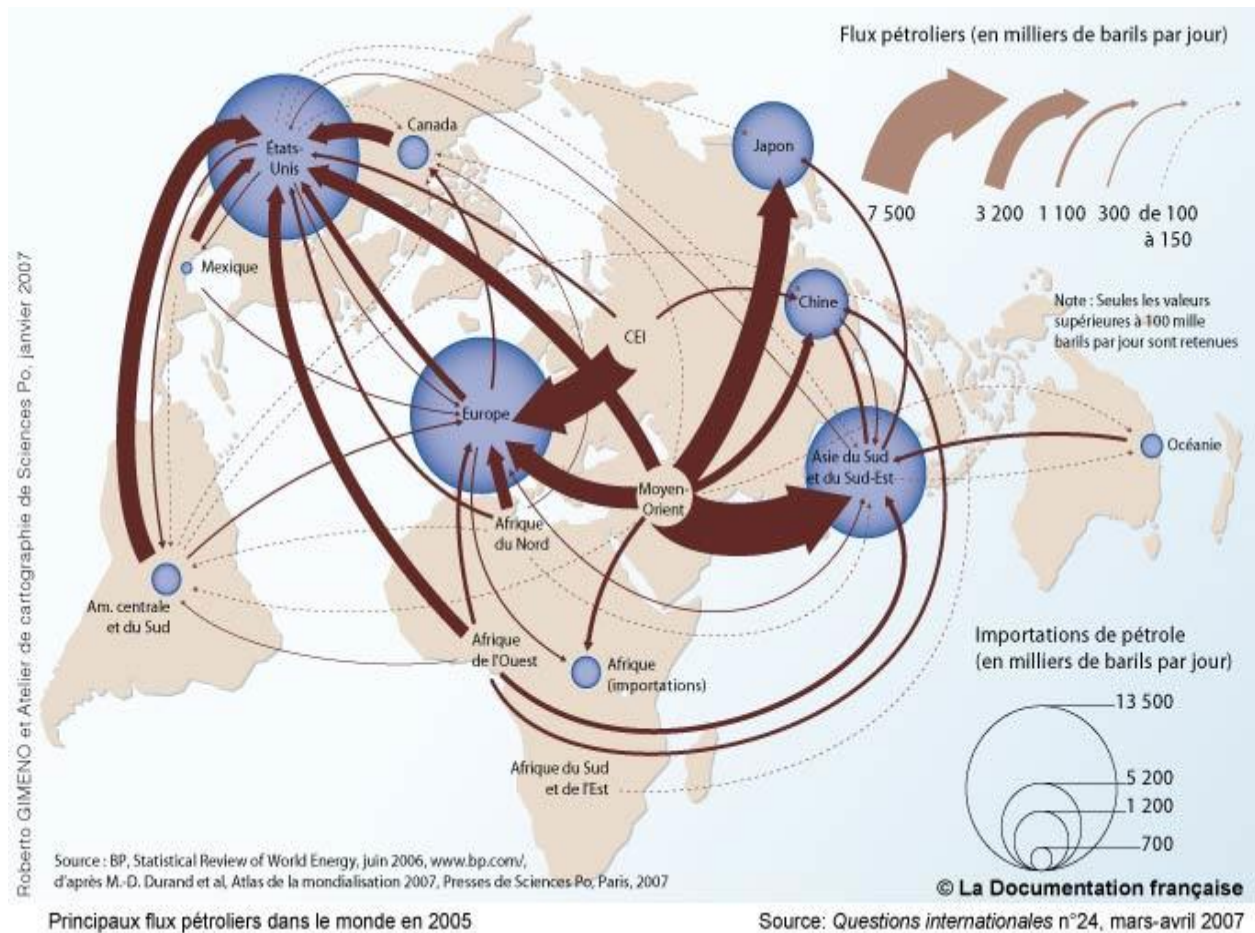 Flux pétroliers (en milliers de barils par jour)
7 500
3 200
1 100
300
de 100
à 150
Note : Seules les valeurs
supérieures à 100 mille
barils par jour sont retenues
États-
Unis
Canada
Japon
Mexique
Chine
CEI
Europe
Asie du Sud
et du Sud-Est
Océanie
Moyen-
Orient
Afrique
du Nord
Am. centrale
et du Sud
Afrique
de l'Ouest
Afrique
(importations)
Afrique du Sud
et de l'Est
Importations de pétrole
(en milliers de barils par jour)
13 500
5 200
1 200
700
Roberto GIMENO et Atelier de cartographie de Sciences Po, janvier 2007
Source : BP, Statistical Review of World Energy, juin 2006, www.bp.com/,
d'après M.-D. Durand et al, Atlas de la mondialisation 2007, Presses de Sciences Po, Paris, 2007
© La Documentation française
Principaux flux pétroliers dans le monde en 2005
Source: Questions internationales n°24, mars-avril 2007